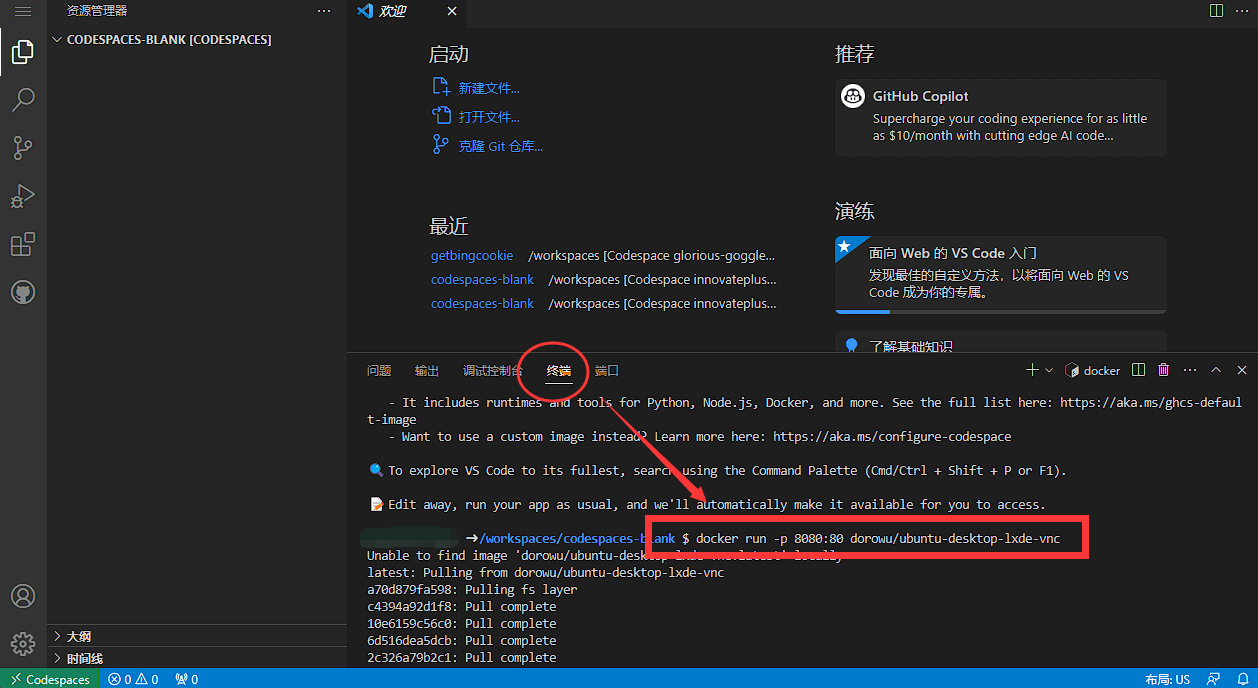 资源管理器
···
欢迎
CODESPACES-BLANK [CODESPACES]
启动
新建文件...
打开文件...
克隆 Git 仓库...
最近
getbingcookie /workspaces [Codespace glorious-goggle...
codespaces-blank /workspaces [Codespace innovateplus...
codespaces-blank /workspaces [Codespace innovateplus...
推荐
GitHub Copilot
Supercharge your coding experience for as little
as $10/month with cutting edge AI code...
演练
面向 Web 的 VS Code 入门
发现最佳的自定义方法，以将面向 Web 的 VS
Code 成为你的专属。
了解基础知识
问题 输出 调试控制台 终端 端口
docker
- It includes runtimes and tools for Python, Node.js, Docker, and more. See the full list here: https://aka.ms/ghcs-defaul
t-image
- Want to use a custom image instead? Learn more here: https://aka.ms/configure-codespace
To explore VS Code to its fullest, search using the Command Palette (Cmd/Ctrl + Shift + P or F1).
Edit away, run your app as usual, and we'll automatically make it available for you to access.
→/workspaces/codespaces-blank $ docker run -p 8080:80 dorowu/ubuntu-desktop-lxde-vnc
Unable to find image 'dorowu/ubuntu-desktop-lxde-vnc:latest' locally
latest: Pulling from dorowu/ubuntu-desktop-lxde-vnc
a70d879fa598: Pulling fs layer
c4394a92d1f8: Pull complete
10e6159c56c0: Pull complete
6d516dea5dcb: Pull complete
2c326a79b2c1: Pull complete
大纲
时间线
Codespaces
0 0 0
布局: US